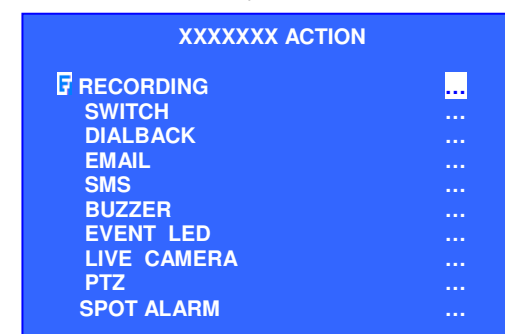 XXXXXXX ACTION
F RECORDING ...
SWITCH ...
DIALBACK ...
EMAIL ...
SMS ...
BUZZER ...
EVENT LED ...
LIVE CAMERA ...
PTZ ...
SPOT ALARM ...